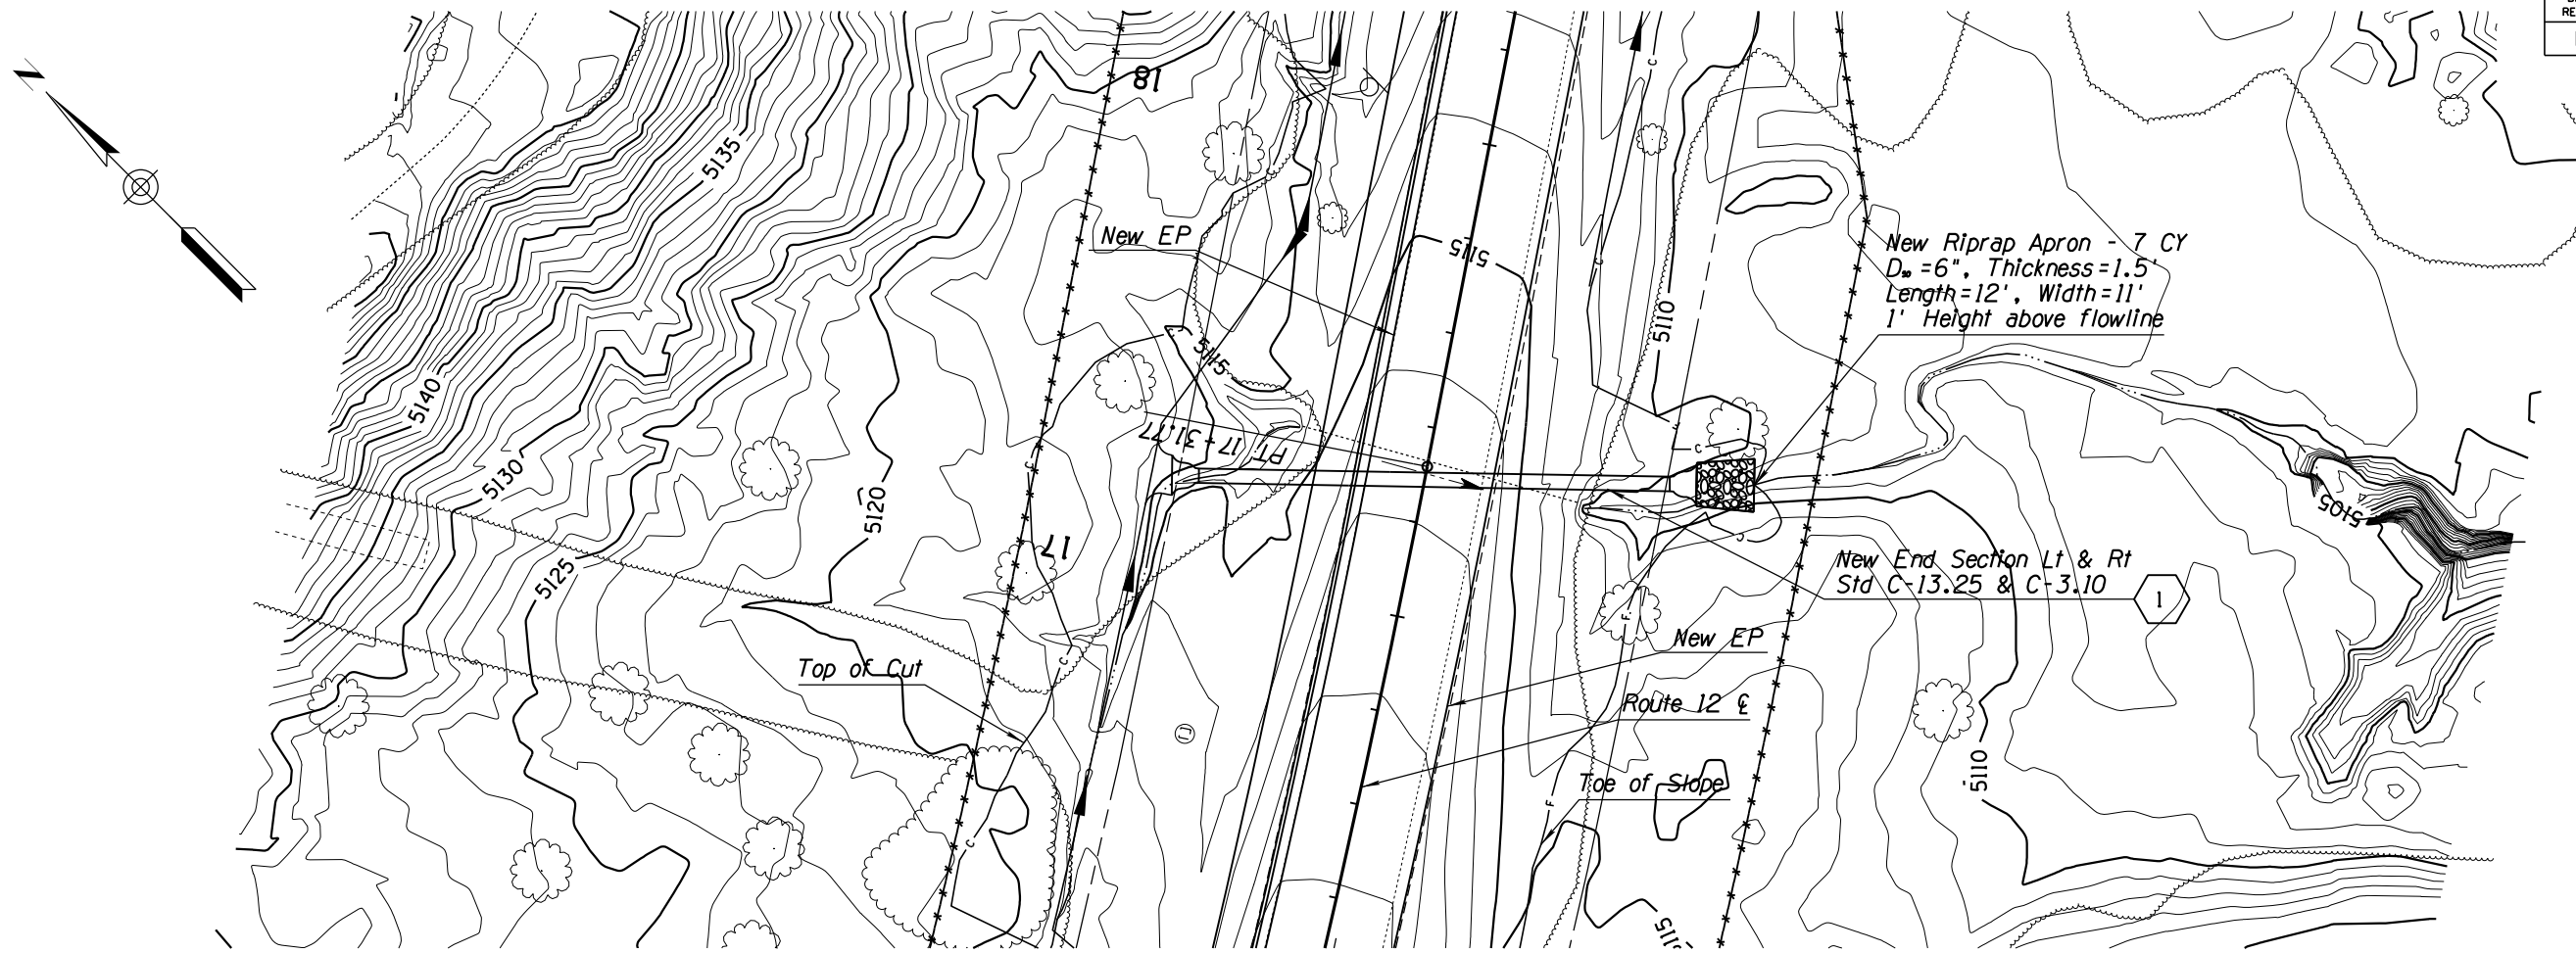 RE
N
18
5135
New EP
5115
New Riprap Apron - 7 CY
D₅₀ =6", Thickness=1.5'
Length=12', Width=11'
1' Height above flowline
5110
5115
5140
PT. 17+31.77
5130
5120
5105
17
5125
New End Section Lt & Rt
Std C-13.25 & C-3.10
1
New EP
Top of Cut
Route 12 ℄
5110
Toe of Slope
5115
C
C
C
C
C
C
F
F